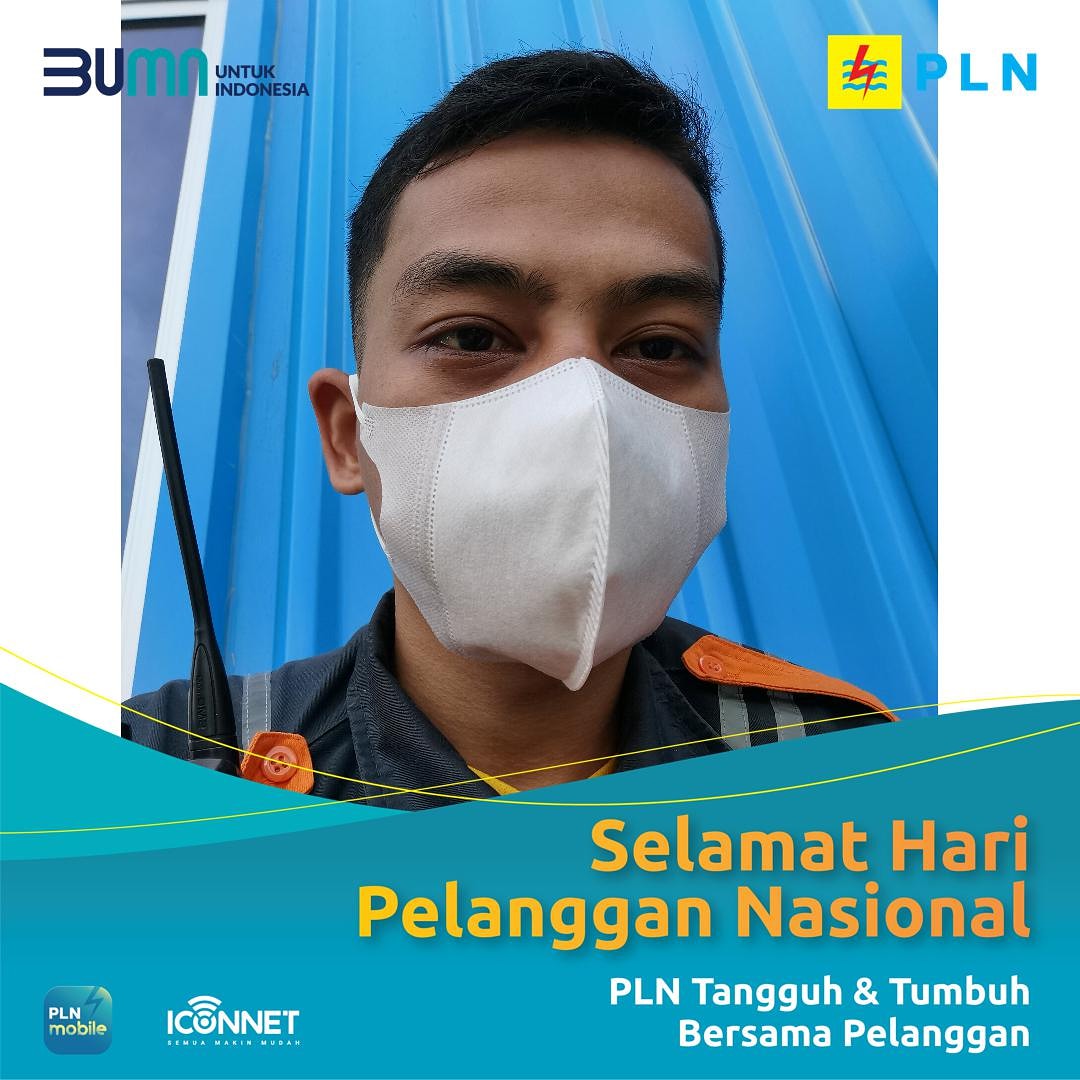 BUMN UNTUK
INDONESIA
PLN
Selamat Hari
Pelanggan Nasional
PLN Tangguh & Tumbuh
Bersama Pelanggan
PLN
mobile
ICONNET
SEMUA MAKIN MUDAH